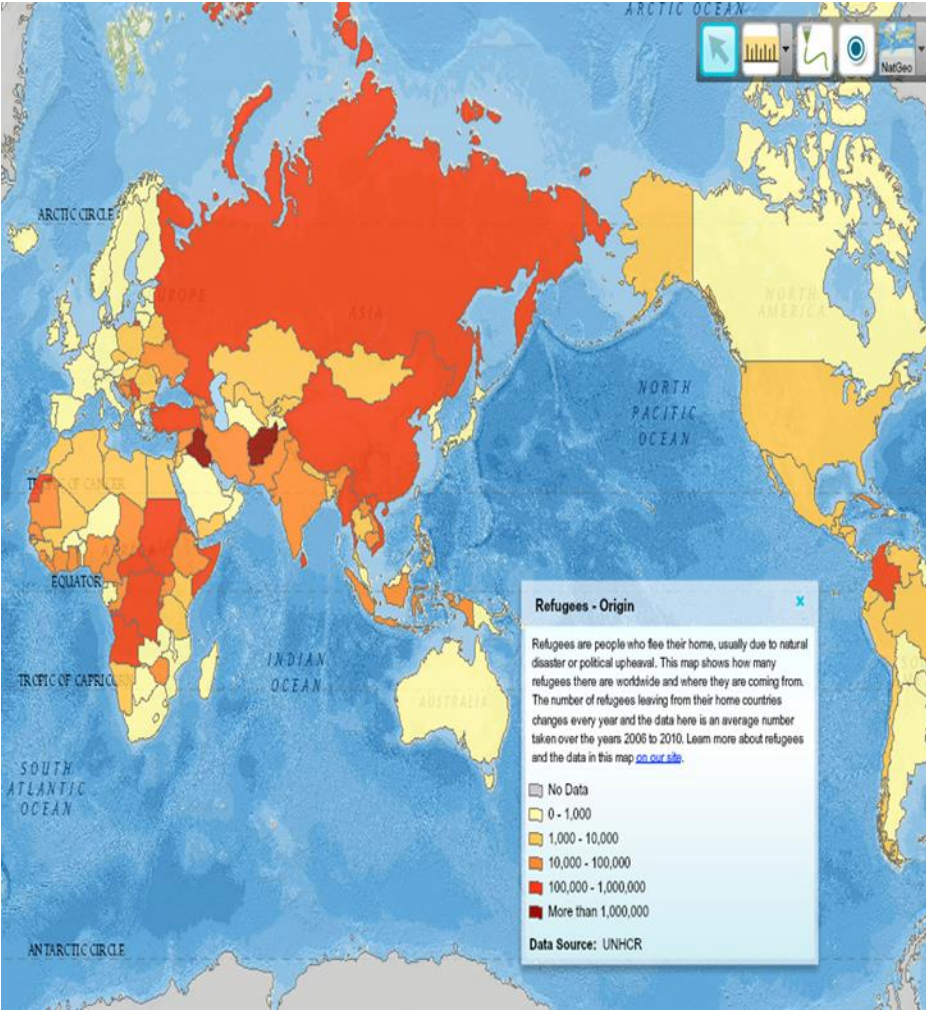 ARCTIC OCEAN
NatGeo
ARCTIC CIRCLE
EUROPE
ASIA
NORTH
AMERICA
NORTH
PACIFIC
OCEAN
TROPIC OF CANCER
AFRICA
EQUATOR
INDIAN
OCEAN
TROPIC OF CAPRICORN
AUSTRALIA
SOUTH
ATLANTIC
OCEAN
ANTARCTIC CIRCLE
Refugees - Origin
x
Refugees are people who flee their home, usually due to natural
disaster or political upheaval. This map shows how many
refugees there are worldwide and where they are coming from.
The number of refugees leaving from their home countries
changes every year and the data here is an average number
taken over the years 2006 to 2010. Learn more about refugees
and the data in this map on our site.
No Data
0 - 1,000
1,000 - 10,000
10,000 - 100,000
100,000 - 1,000,000
More than 1,000,000
Data Source: UNHCR